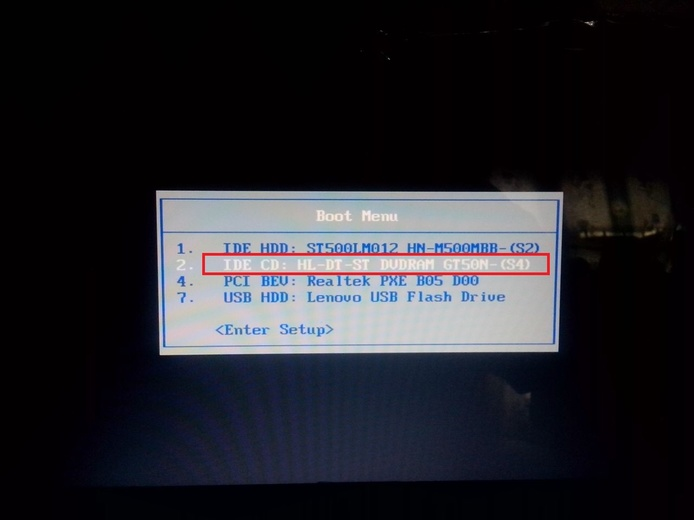 Boot Menu
1. IDE HDD: ST500LM012 HN-M500MBB-(S2)
2. IDE CD: HL-DT-ST DVDRAM GT50N-(S4)
4. PCI BEV: Realtek PXE B05 D00
7. USB HDD: Lenovo USB Flash Drive
<Enter Setup>